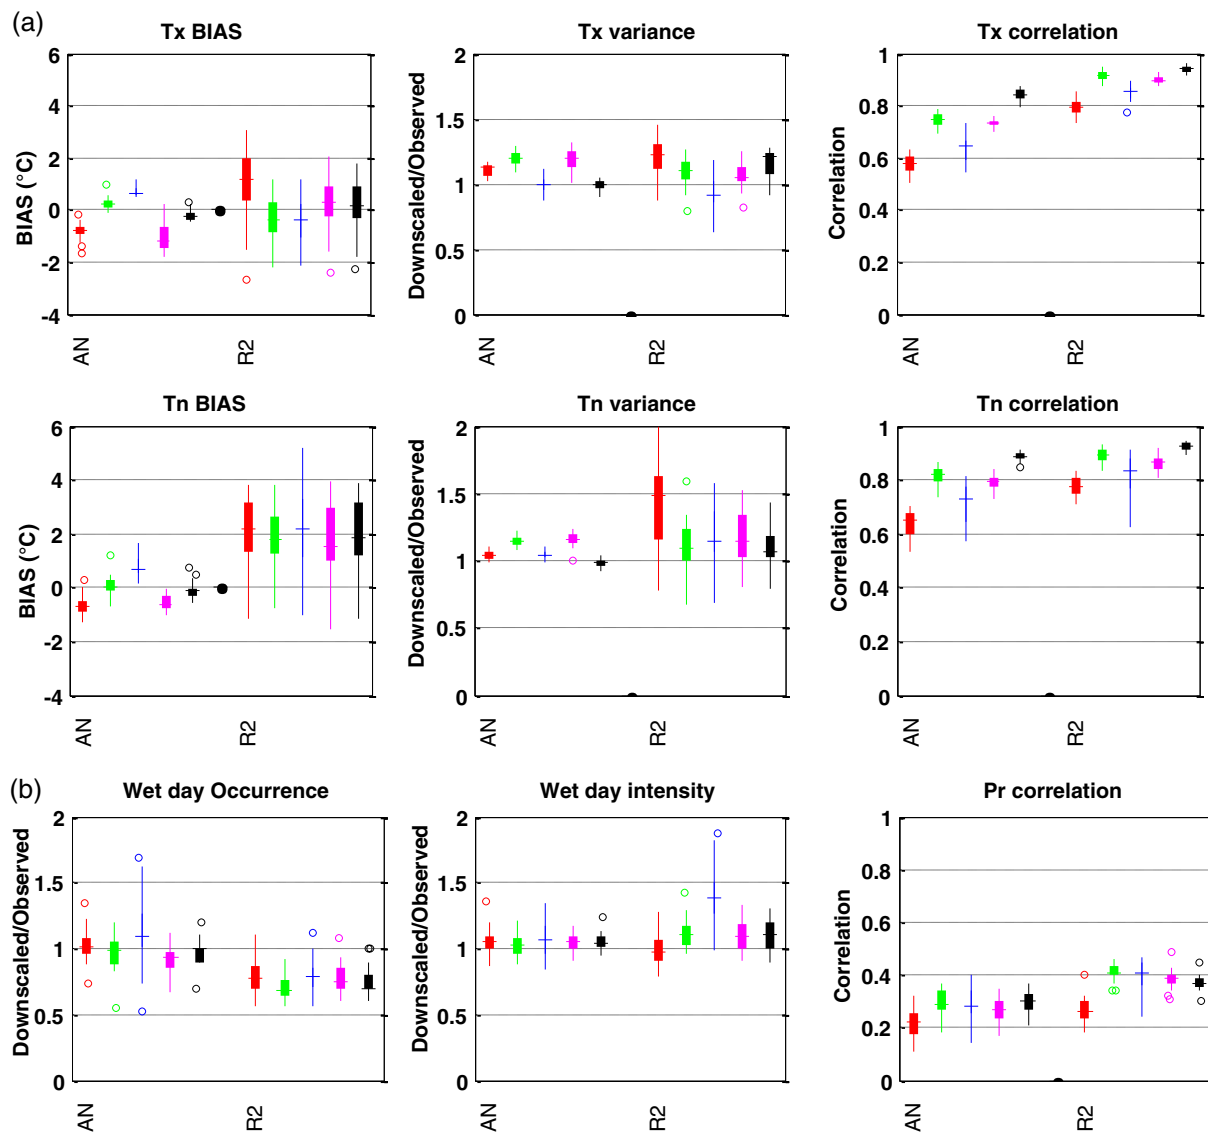 (a)
Tx BIAS
Tx variance
Tx correlation
BIAS (°C)
6
4
2
0
-2
-4
AN
R2
Downscaled/Observed
2
1.5
1
0.5
0
AN
R2
Correlation
1
0.8
0.6
0.4
0.2
0
AN
R2
Tn BIAS
Tn variance
Tn correlation
BIAS (°C)
6
4
2
0
-2
-4
AN
R2
Downscaled/Observed
2
1.5
1
0.5
0
AN
R2
Correlation
1
0.8
0.6
0.4
0.2
0
AN
R2
(b)
Wet day Occurrence
Wet day intensity
Pr correlation
Downscaled/Observed
2
1.5
1
0.5
0
AN
R2
Downscaled/Observed
2
1.5
1
0.5
0
AN
R2
Correlation
1
0.8
0.6
0.4
0.2
0
AN
R2